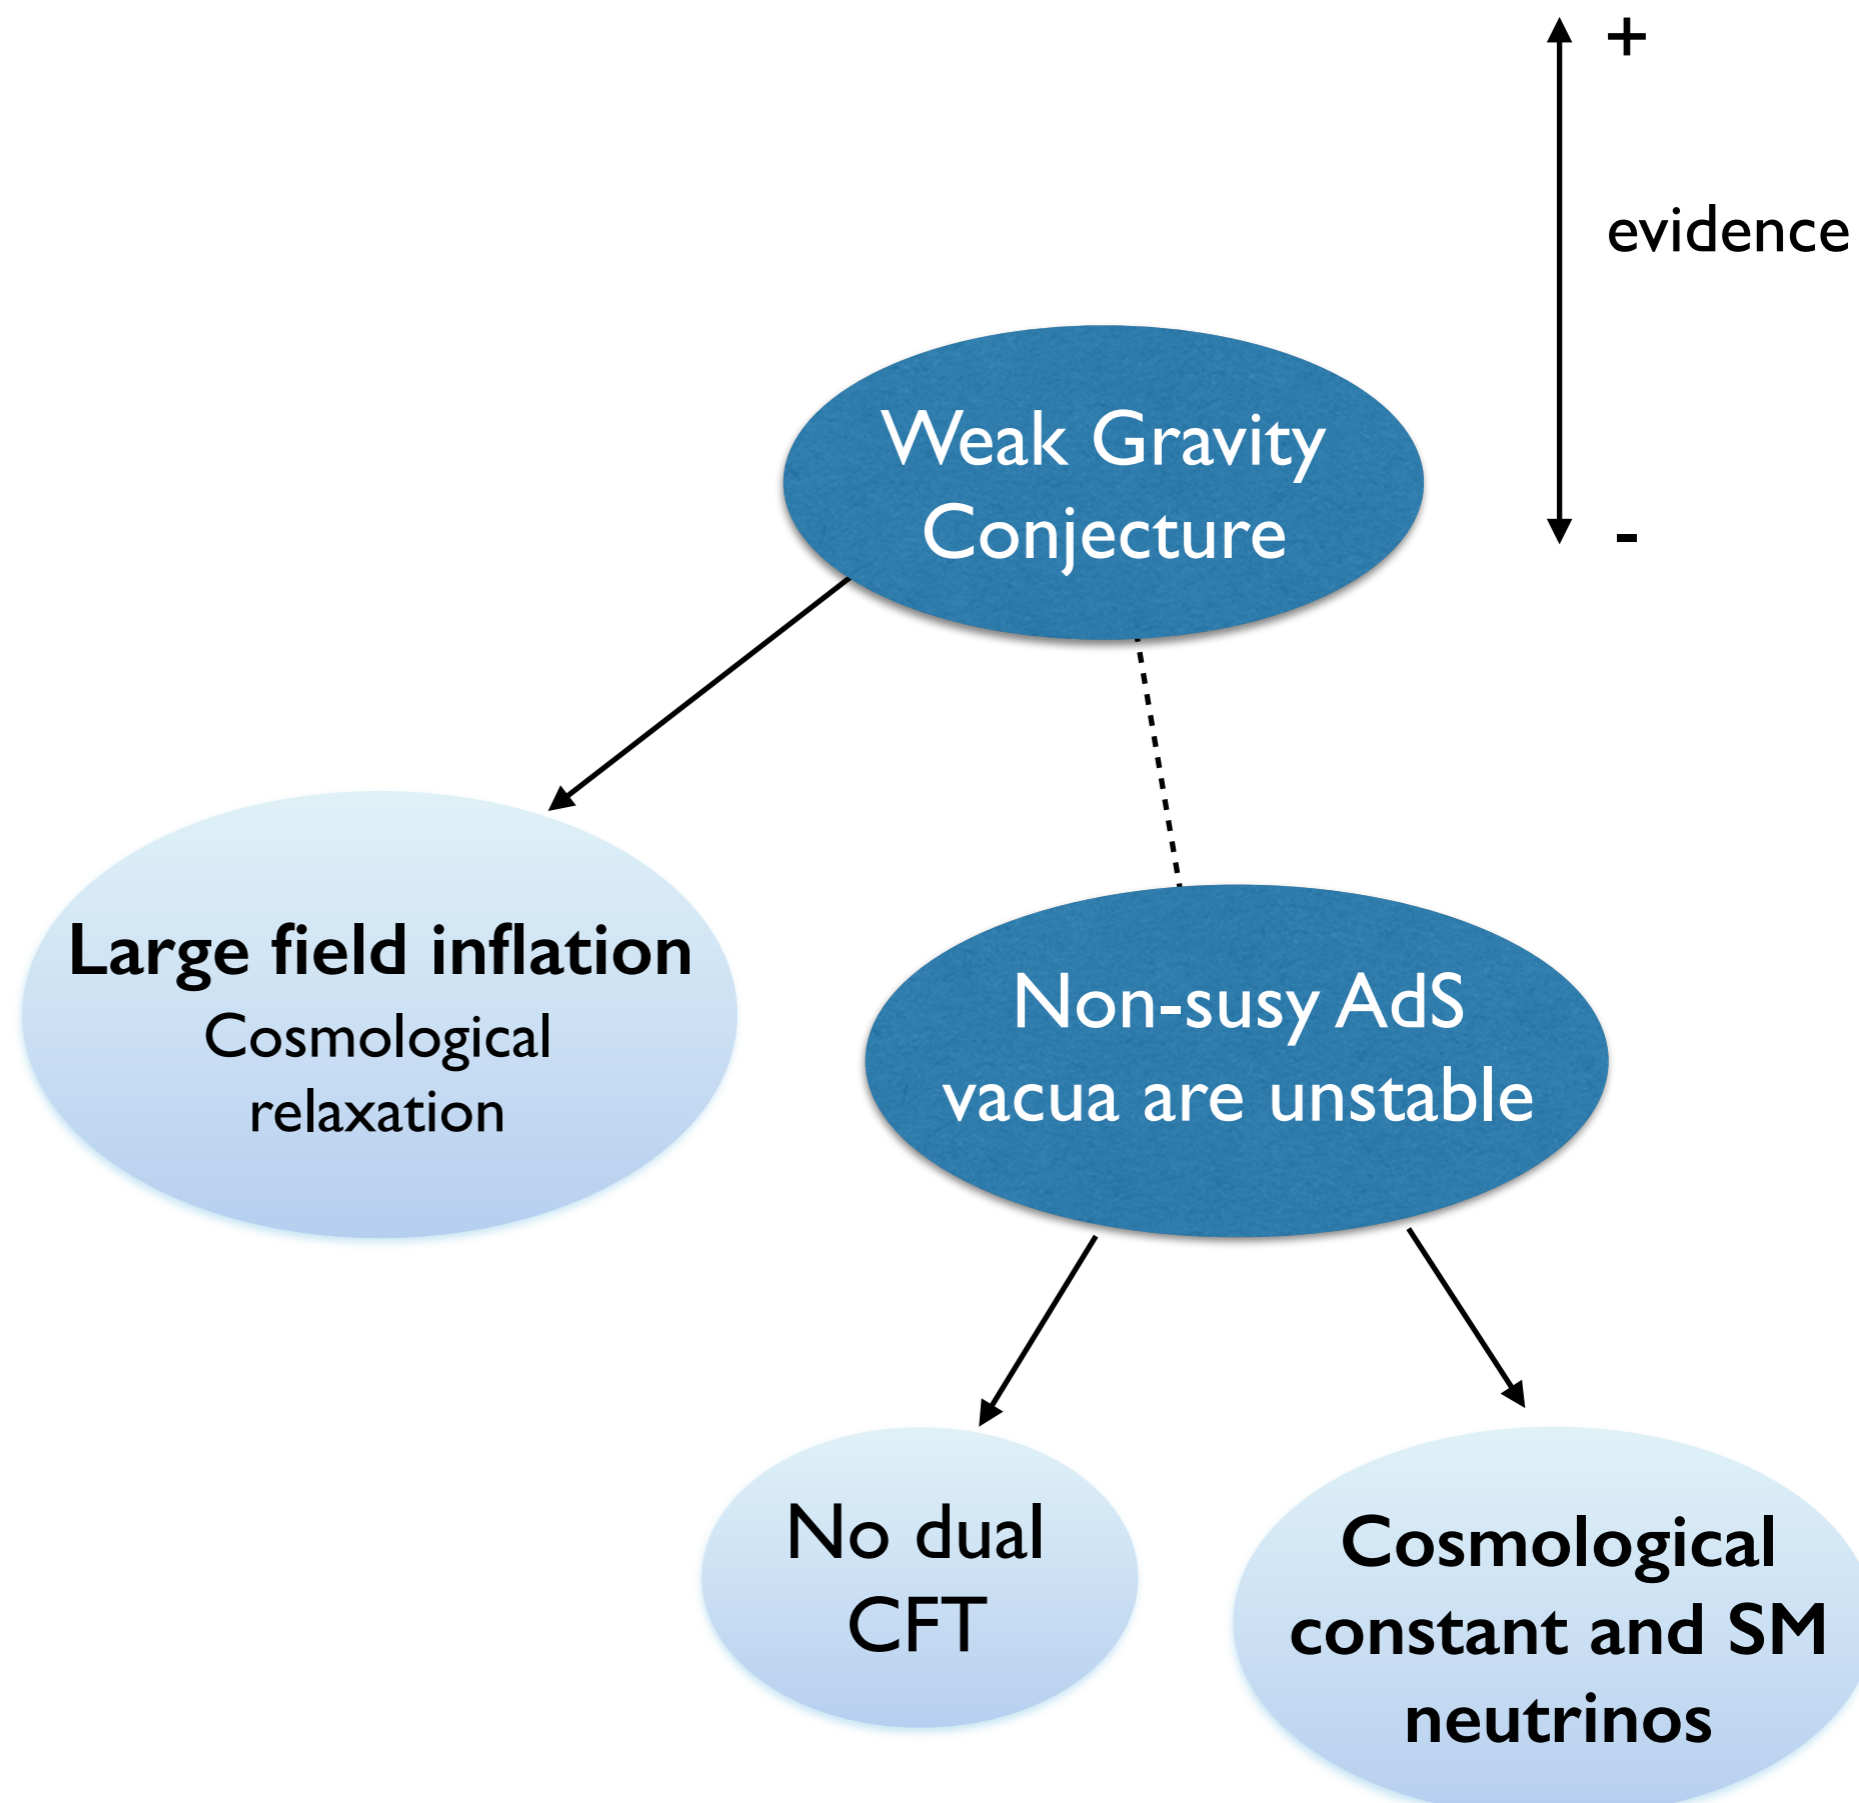 +
evidence
-
Weak Gravity
Conjecture
Large field inflation
Cosmological
relaxation
Non-susy AdS
vacua are unstable
No dual
CFT
Cosmological
constant and SM
neutrinos